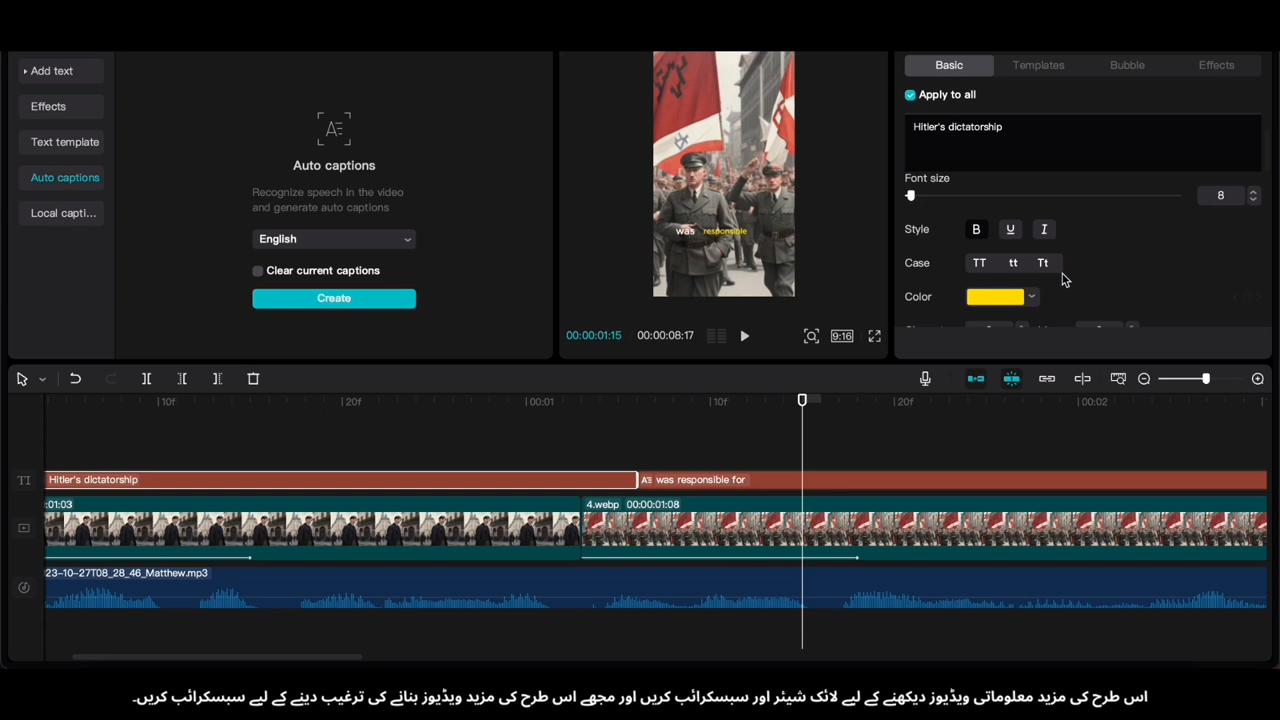 Add text
Effects
Text template
Auto captions
Local capti...
Auto captions
Recognize speech in the video
and generate auto captions
English
Clear current captions
Create
was responsible
00:00:01:15 00:00:08:17 9:16
Basic Templates Bubble Effects
Apply to all
Hitler's dictatorship
Font size 8
Style B U I
Case TT tt Tt
Color
10f 20f 00:01 10f 20f 00:02
TI Hitler's dictatorship A was responsible for
:01:03 4.webp 00:00:01:08
23-10-27T08_28_46_Matthew.mp3
اس طرح کی مزید معلوماتی ویڈیوز دیکھنے کے لیے لائک شیئر اور سبسکرائب کریں اور مجھے اس طرح کی مزید ویڈیوز بنانے کی ترغیب دینے کے لیے سبسکرائب کریں۔